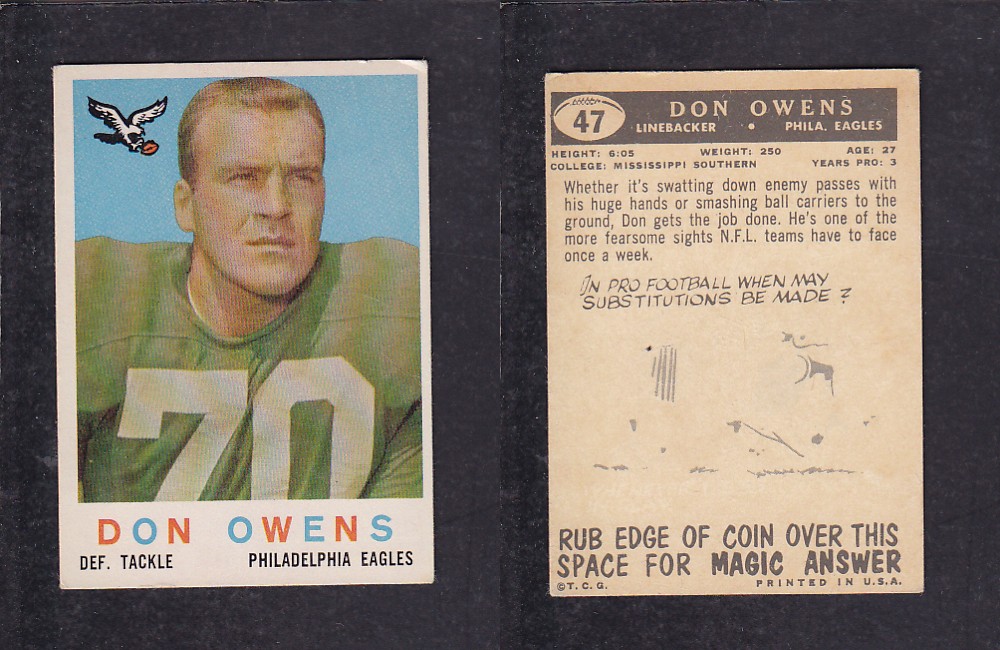 70
DON OWENS
DEF. TACKLE PHILADELPHIA EAGLES
47
DON OWENS
LINEBACKER • PHILA. EAGLES
HEIGHT: 6:05 WEIGHT: 250 AGE: 27
COLLEGE: MISSISSIPPI SOUTHERN YEARS PRO: 3
Whether it's swatting down enemy passes with
his huge hands or smashing ball carriers to the
ground, Don gets the job done. He's one of the
more fearsome sights N.F.L. teams have to face
once a week.
IN PRO FOOTBALL WHEN MAY
SUBSTITUTIONS BE MADE?
RUB EDGE OF COIN OVER THIS
SPACE FOR MAGIC ANSWER
©T.C.G. PRINTED IN U.S.A.